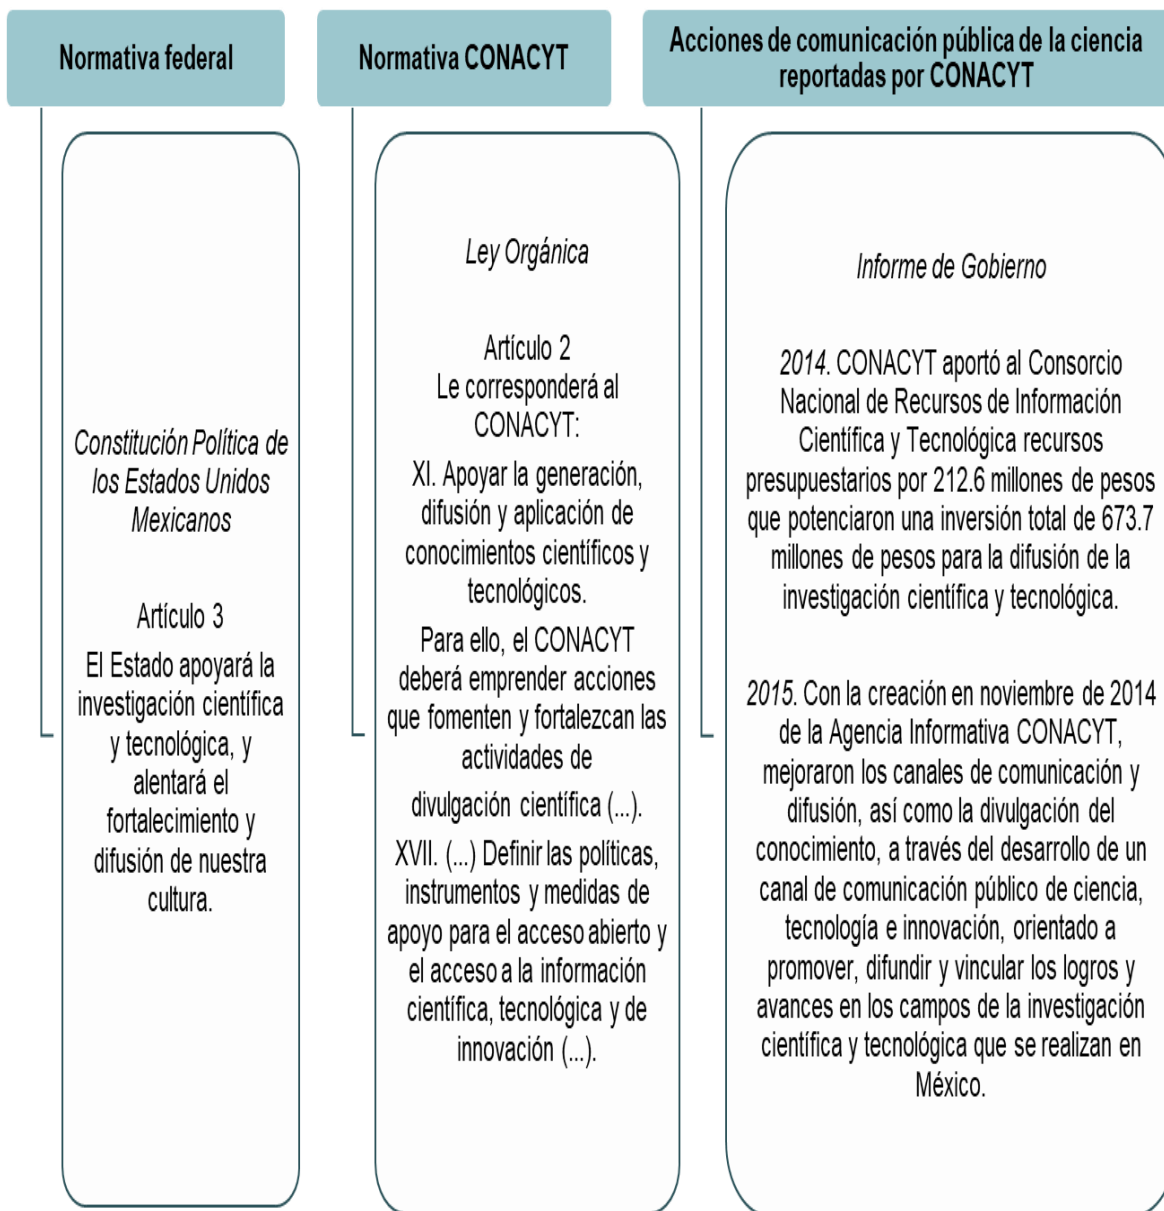 Normativa federal
Constitución Política de
los Estados Unidos
Mexicanos
Artículo 3
El Estado apoyará la
investigación científica
y tecnológica, y
alentará el
fortalecimiento y
difusión de nuestra
cultura.
Normativa CONACYT
Ley Orgánica
Artículo 2
Le corresponderá al
CONACYT:
XI. Apoyar la generación,
difusión y aplicación de
conocimientos científicos y
tecnológicos.
Para ello, el CONACYT
deberá emprender acciones
que fomenten y fortalezcan las
actividades de
divulgación científica (...).
XVII. (...) Definir las políticas,
instrumentos y medidas de
apoyo para el acceso abierto y
el acceso a la información
científica, tecnológica y de
innovación (...).
Acciones de comunicación pública de la ciencia
reportadas por CONACYT
Informe de Gobierno
2014. CONACYT aportó al Consorcio
Nacional de Recursos de Información
Científica y Tecnológica recursos
presupuestarios por 212.6 millones de pesos
que potenciaron una inversión total de 673.7
millones de pesos para la difusión de la
investigación científica y tecnológica.
2015. Con la creación en noviembre de 2014
de la Agencia Informativa CONACYT,
mejoraron los canales de comunicación y
difusión, así como la divulgación del
conocimiento, a través del desarrollo de un
canal de comunicación público de ciencia,
tecnología e innovación, orientado a
promover, difundir y vincular los logros y
avances en los campos de la investigación
científica y tecnológica que se realizan en
México.